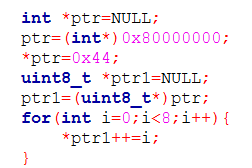 int *ptr=NULL;
ptr=(int*)0x80000000;
*ptr=0x44;
uint8_t *ptr1=NULL;
ptr1=(uint8_t*)ptr;
for(int i=0;i<8;i++){
*ptr1++=i;
}